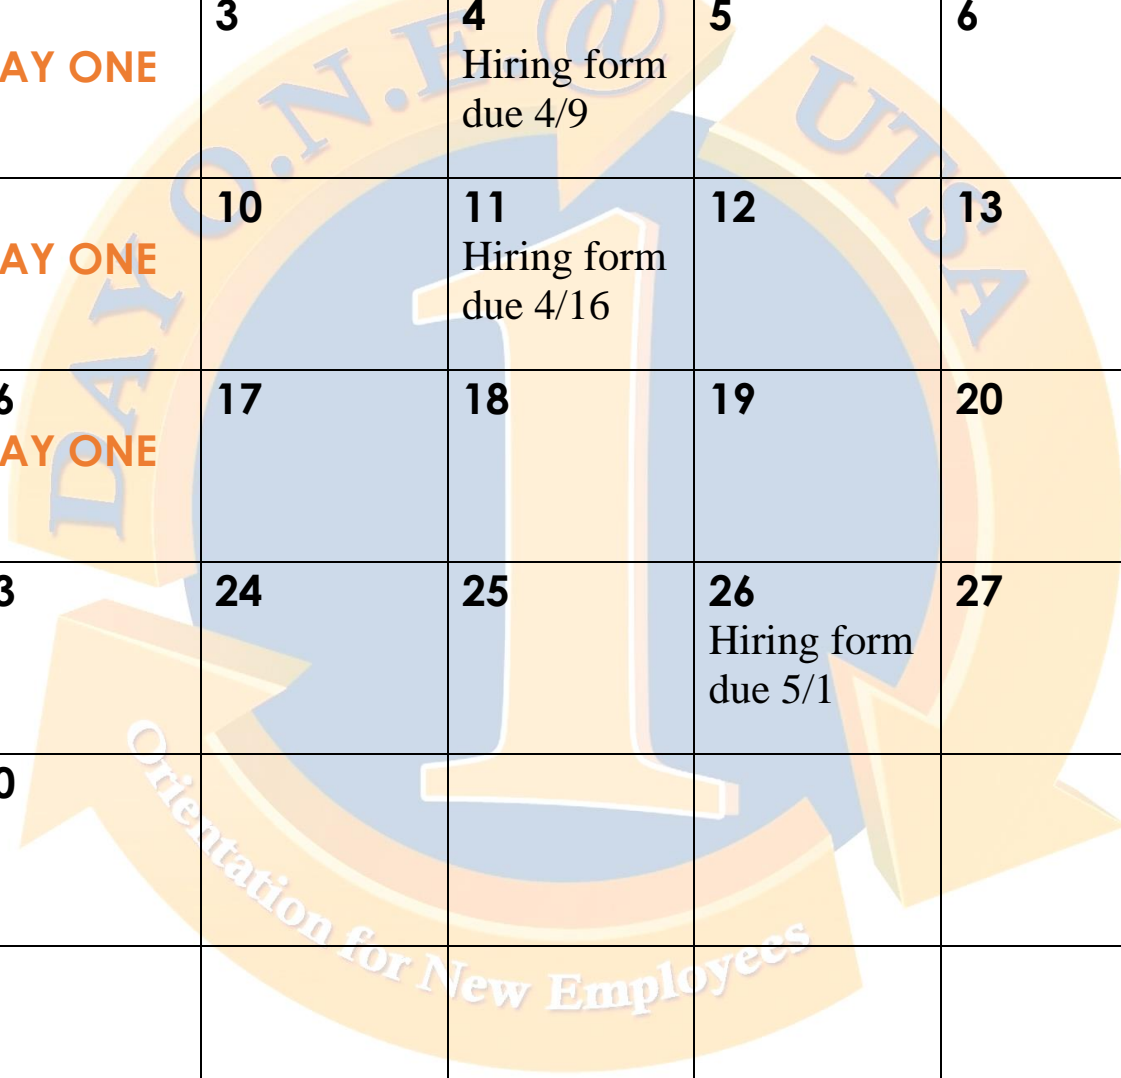 3 4 5 6
AY ONE Hiring form
due 4/9
10 11 12 13
AY ONE Hiring form
due 4/16
6 17 18 19 20
AY ONE
3 24 25 26 27
Hiring form
due 5/1
0
DAY O.N.E @ UTSA
1
Orientation for New Employees